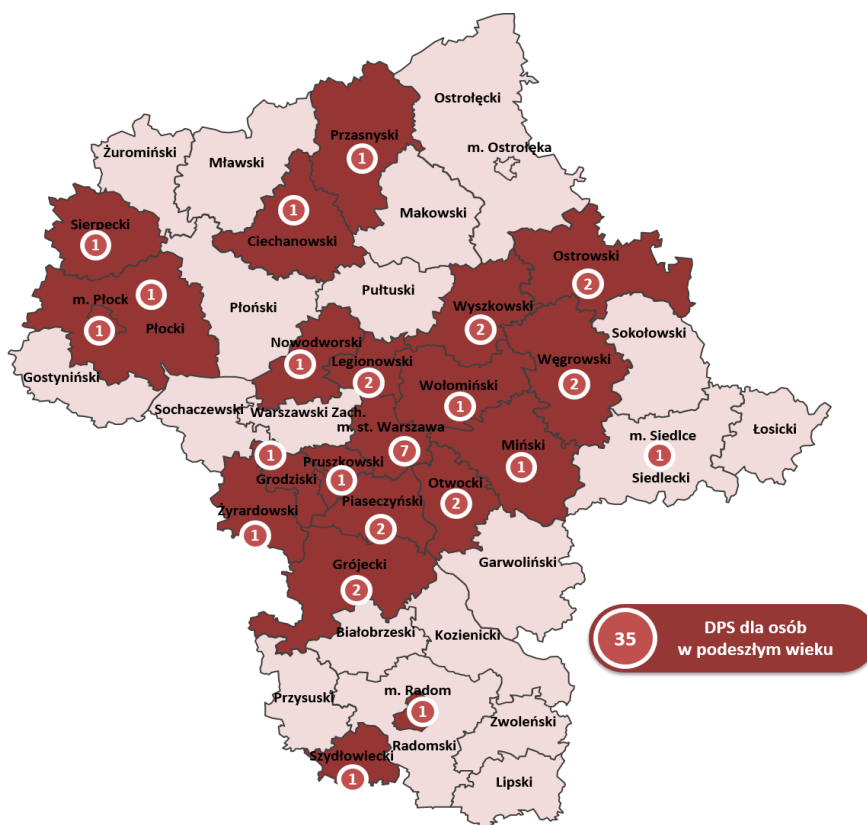 Ostrołęcki
Przasnyski
1
m. Ostrołęka
Żuromiński
Mławski
1
Makowski
Sierpecki
1
Ciechanowski
Ostrowski
2
m. Płock
1
1
Płocki
Płoński
Pułtuski
Wyszkowski
2
Sokołowski
Nowodworski
1
Legionowski
2
Węgrowski
2
Gostyniński
Wołomiński
1
Sochaczewski
Warszawski Zach.
m. st. Warszawa
7
m. Siedlce
1
Siedlecki
Łosicki
1
Grodziski
Pruszkowski
1
Miński
1
Otwocki
2
Żyrardowski
1
Piaseczyński
2
Garwoliński
Grójecki
2
Białobrzeski
Kozienicki
35
DPS dla osób
w podeszłym wieku
Przysuski
m. Radom
1
Zwoleński
Radomski
Szydłowiecki
1
Lipski